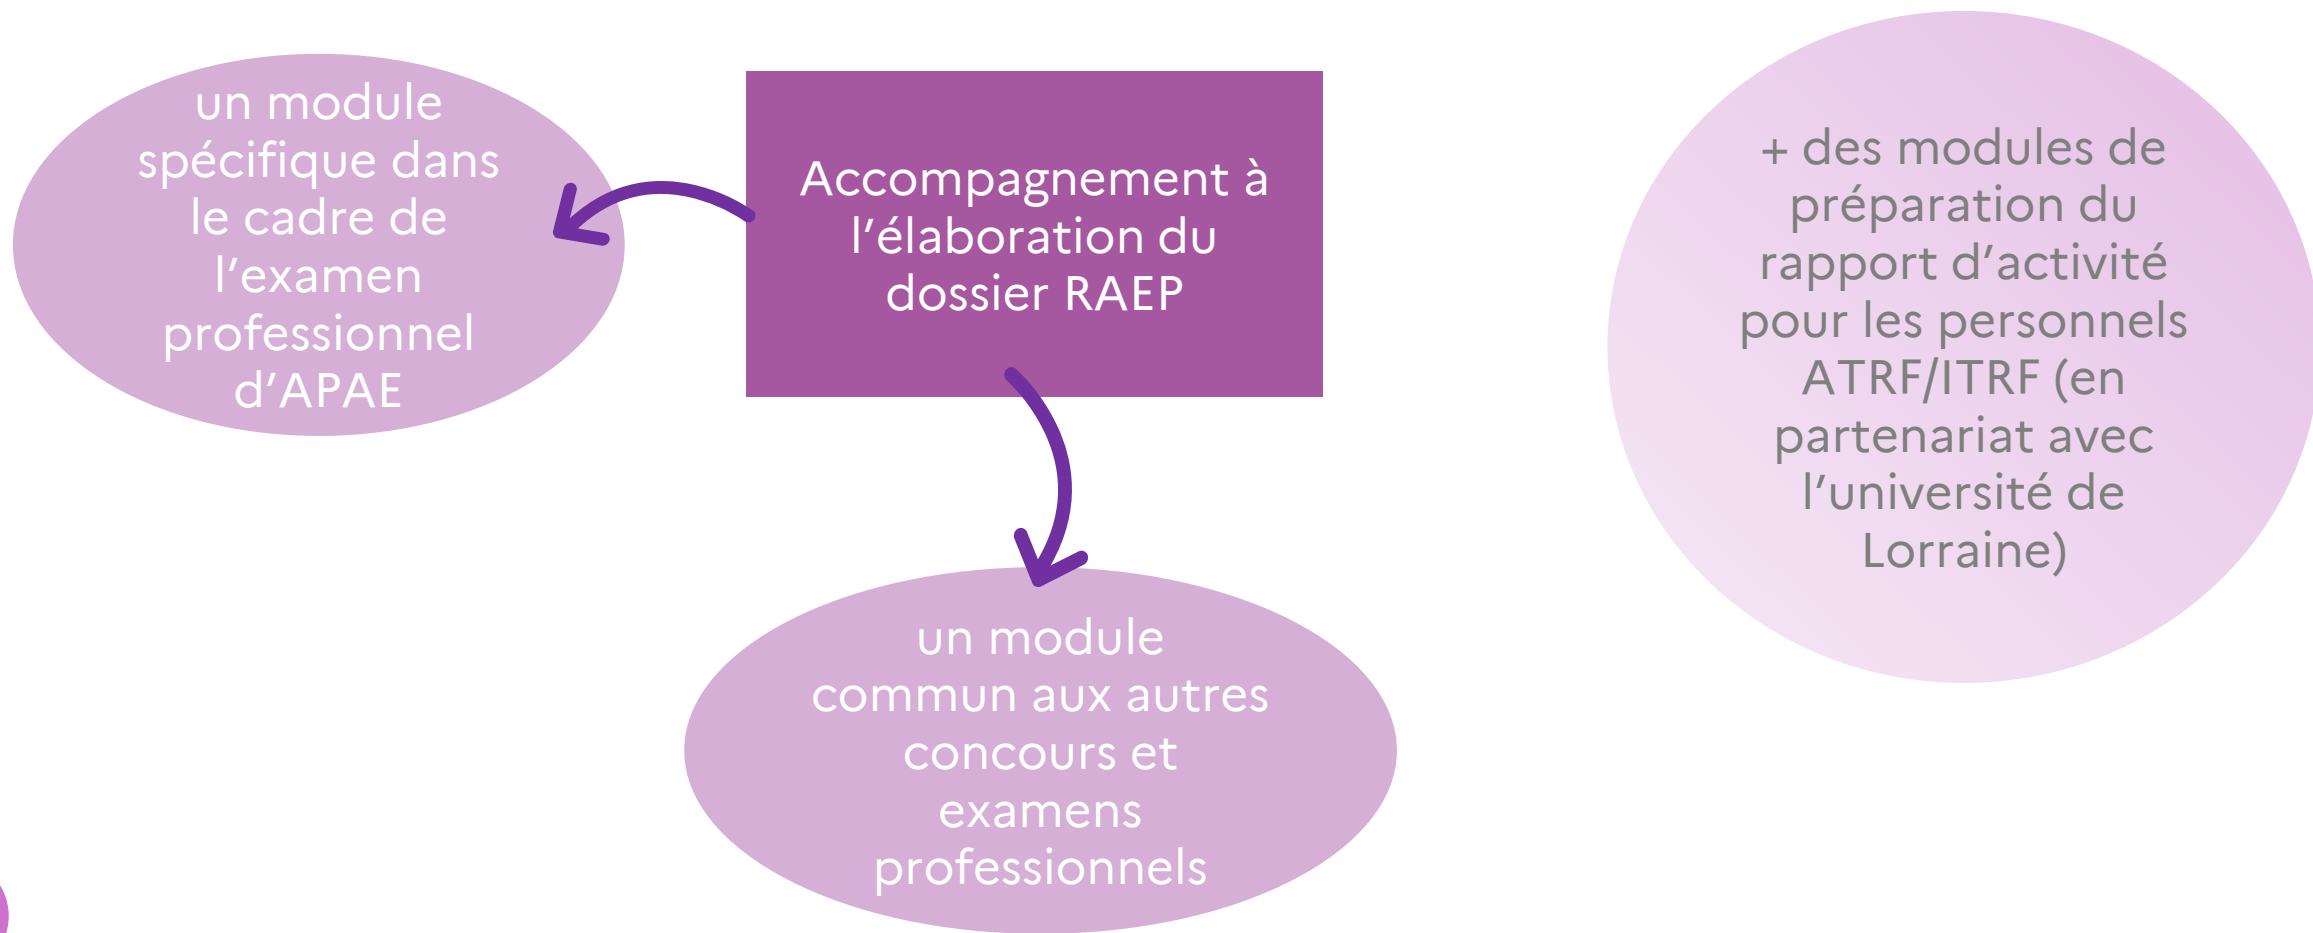 un module
spécifique dans
le cadre de
l’examen
professionnel
d’APAE
Accompagnement à
l’élaboration du
dossier RAEP
un module
commun aux autres
concours et
examens
professionnels
+ des modules de
préparation du
rapport d’activité
pour les personnels
ATRF/ITRF (en
partenariat avec
l’université de
Lorraine)